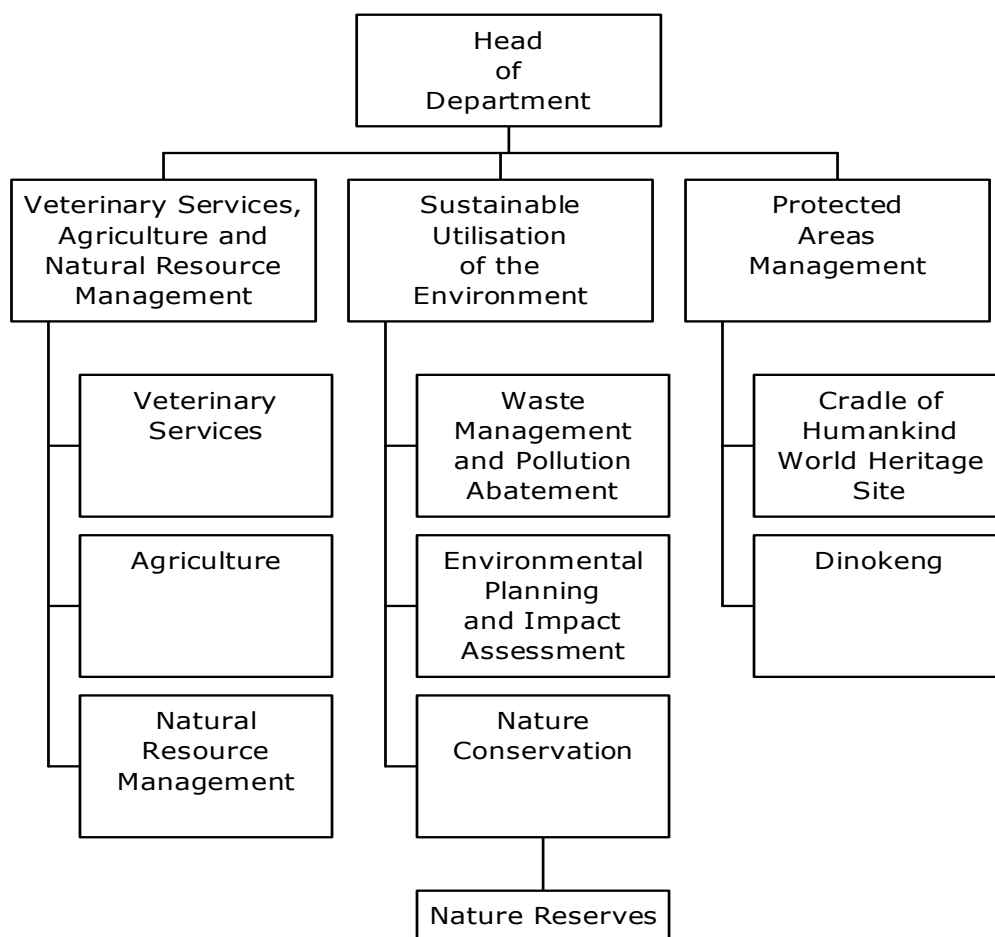 Head
of
Department
Veterinary Services,
Agriculture and
Natural Resource
Management
Sustainable
Utilisation
of the
Environment
Protected
Areas
Management
Veterinary
Services
Waste
Management
and Pollution
Abatement
Cradle of
Humankind
World Heritage
Site
Agriculture
Environmental
Planning
and Impact
Assessment
Dinokeng
Natural
Resource
Management
Nature
Conservation
Nature Reserves